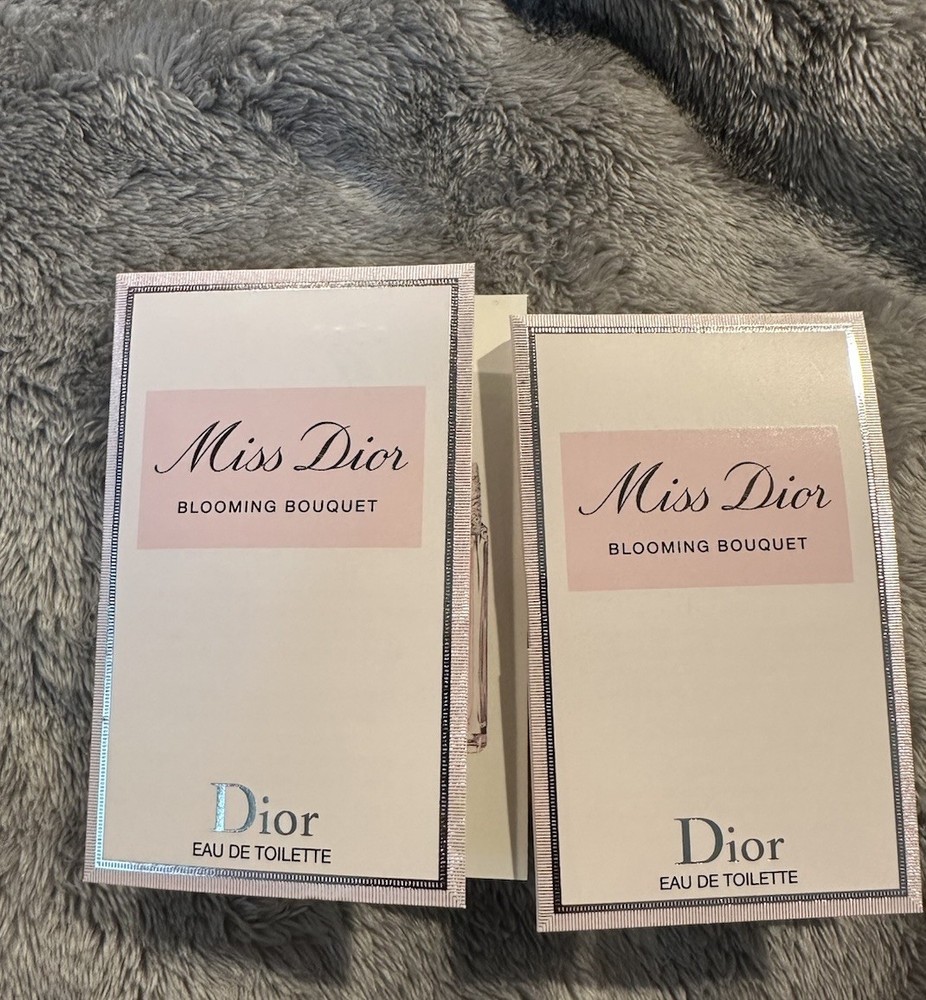 Miss Dior
BLOOMING BOUQUET
Dior
EAU DE TOILETTE
Miss Dior
BLOOMING BOUQUET
Dior
EAU DE TOILETTE